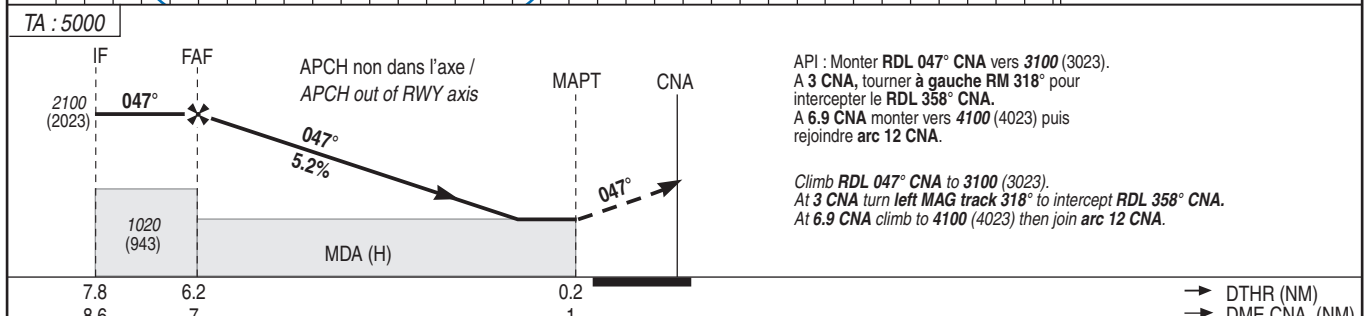 TA : 5000
IF
FAF
APCH non dans l'axe /
APCH out of RWY axis
MAPT
CNA
2100
(2023)
047°
047°
5.2%
047°
1020
(943)
MDA (H)
API : Monter RDL 047° CNA vers 3100 (3023).
A 3 CNA, tourner à gauche RM 318° pour
intercepter le RDL 358° CNA.
A 6.9 CNA monter vers 4100 (4023) puis
rejoindre arc 12 CNA.
Climb RDL 047° CNA to 3100 (3023).
At 3 CNA turn left MAG track 318° to intercept RDL 358° CNA.
At 6.9 CNA climb to 4100 (4023) then join arc 12 CNA.
7.8 6.2 0.2 → DTHR (NM)
8.6 7 1 → DME CNA (NM)